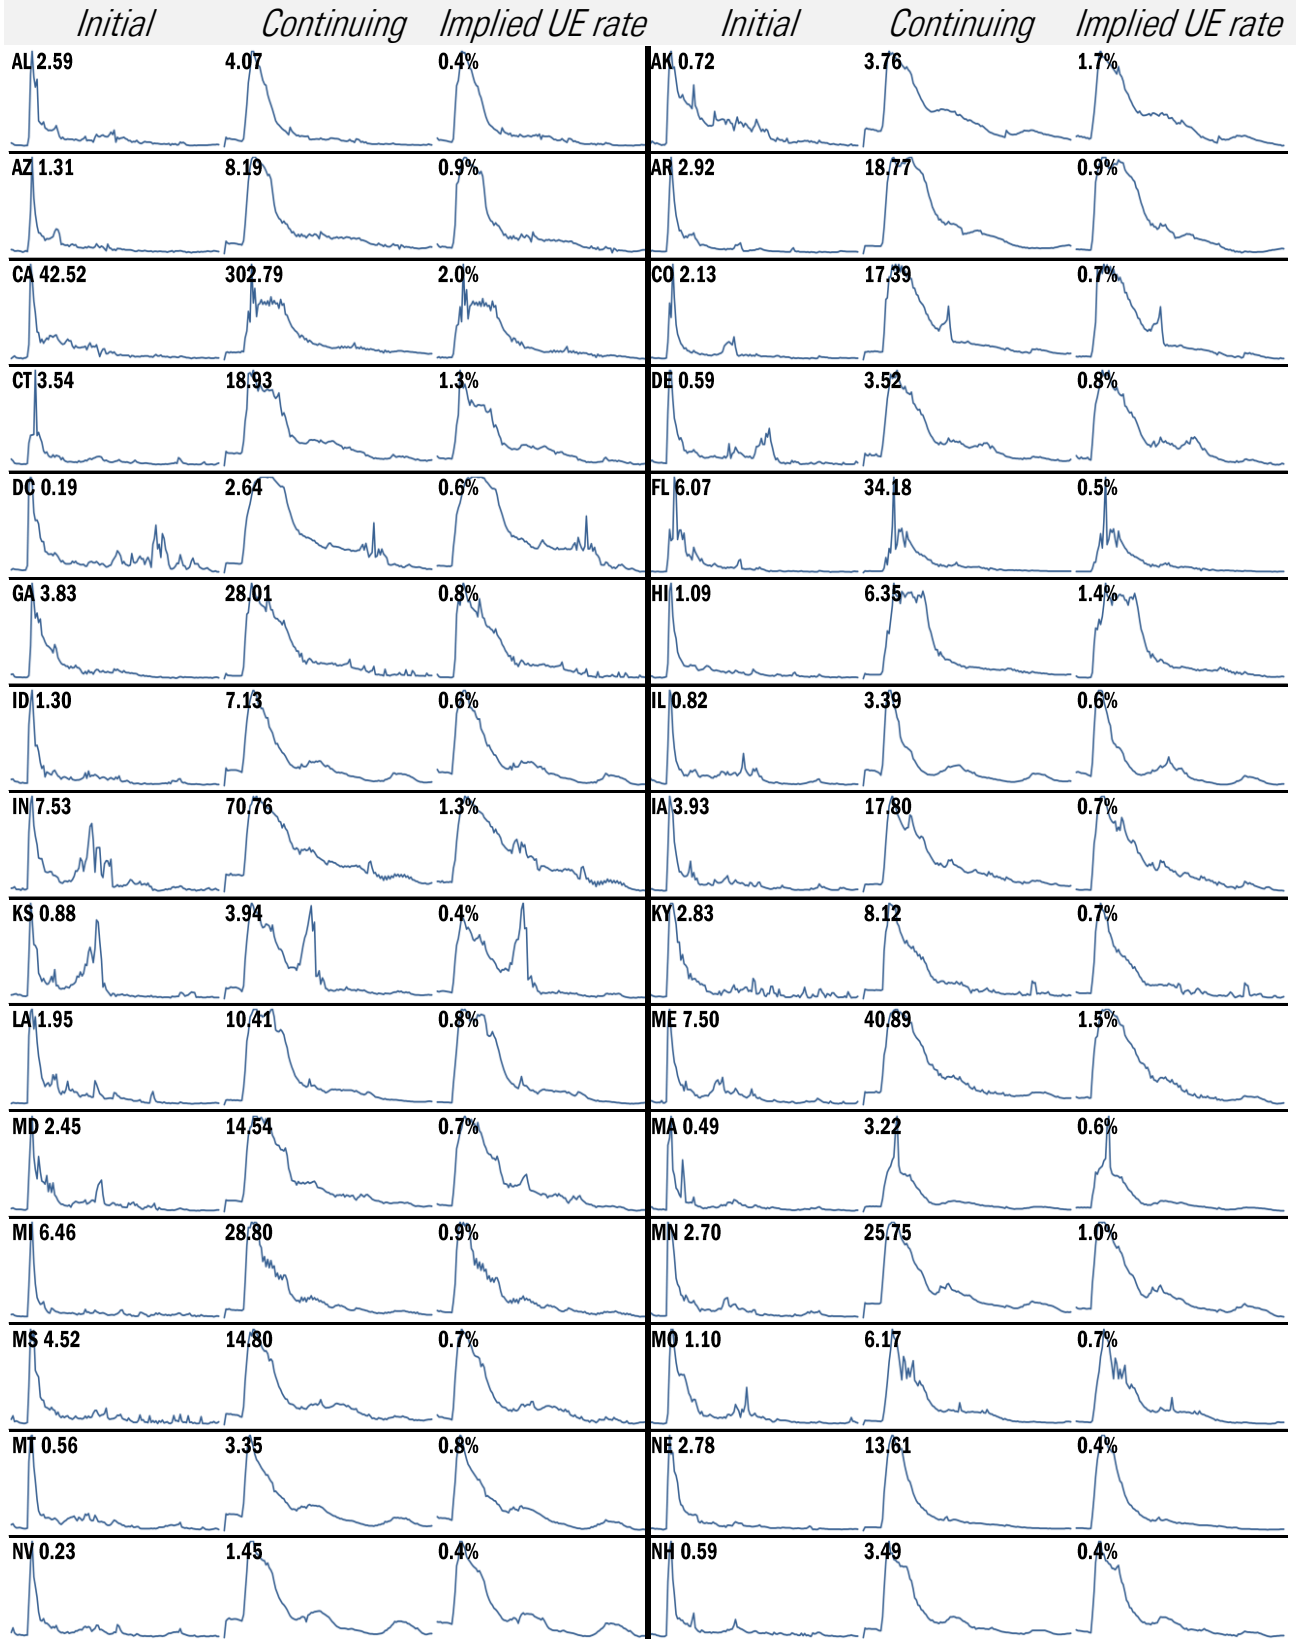 Initial Continuing Implied UE rate Initial Continuing Implied UE rate
AL 2.59 4.07 0.4% AK 0.72 3.76 1.7%
AZ 1.31 8.19 0.9% AR 2.92 18.77 0.9%
CA 42.52 302.79 2.0% CO 2.13 17.39 0.7%
CT 3.54 18.93 1.3% DE 0.59 3.52 0.8%
DC 0.19 2.64 0.6% FL 6.07 34.18 0.5%
GA 3.83 28.01 0.8% HI 1.09 6.35 1.4%
ID 1.30 7.13 0.6% IL 0.82 3.39 0.6%
IN 7.53 70.76 1.3% IA 3.93 17.80 0.7%
KS 0.88 3.94 0.4% KY 2.83 8.12 0.7%
LA 1.95 10.41 0.8% ME 7.50 40.89 1.5%
MD 2.45 14.54 0.7% MA 0.49 3.22 0.6%
MI 6.46 28.80 0.9% MN 2.70 25.75 1.0%
MS 4.52 14.80 0.7% MO 1.10 6.17 0.7%
MT 0.56 3.35 0.8% NE 2.78 13.61 0.4%
NV 0.23 1.45 0.4% NH 0.59 3.49 0.4%